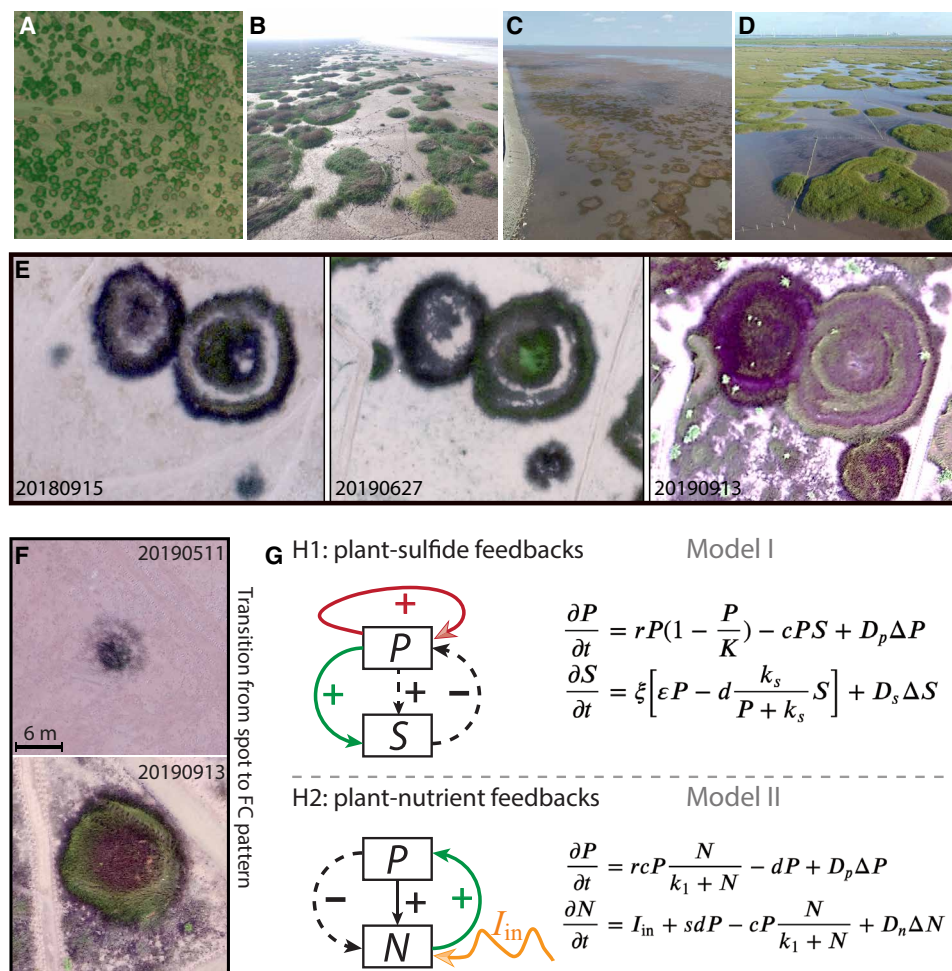 A
B
C
D
E
20180915
20190627
20190913
F
20190511
6 m
20190913
Transition from spot to FC pattern
G
H1: plant-sulfide feedbacks
Model I
+
P
+
+
−
S
∂P/∂t = rP(1 − P/K) − cPS + D_pΔP
∂S/∂t = ξ[εP − d k_s/(P + k_s) S] + D_sΔS
H2: plant-nutrient feedbacks
Model II
P
−
+
+
I_in
N
∂P/∂t = rcP N/(k_1 + N) − dP + D_pΔP
∂N/∂t = I_in + sdP − cP N/(k_1 + N) + D_nΔN